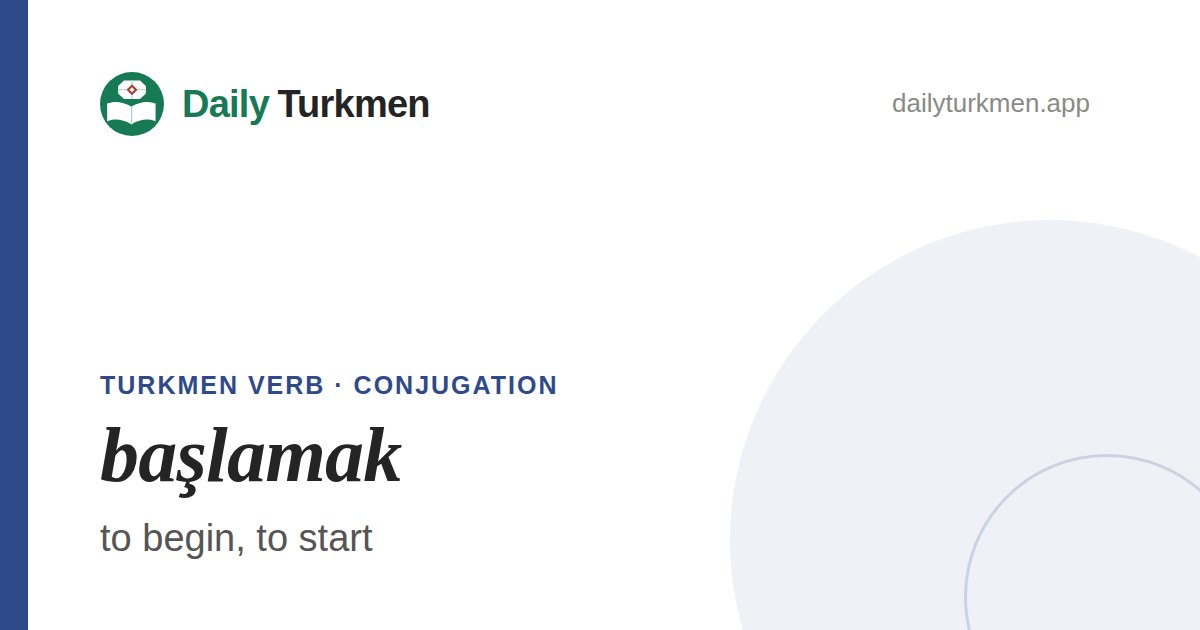 Daily Turkmen
dailyturkmen.app
TURKMEN VERB · CONJUGATION
başlamak
to begin, to start